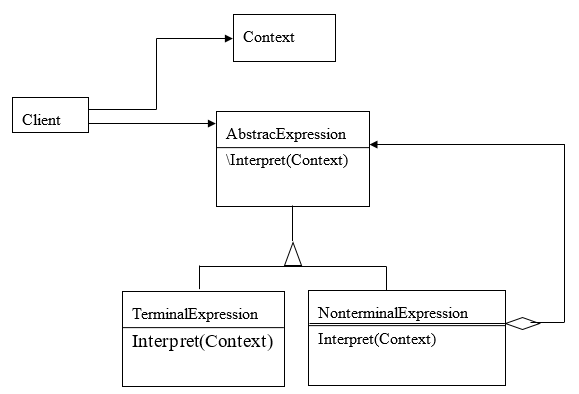 Context
Client
AbstracExpression
\Interpret(Context)
TerminalExpression
Interpret(Context)
NonterminalExpression
Interpret(Context)